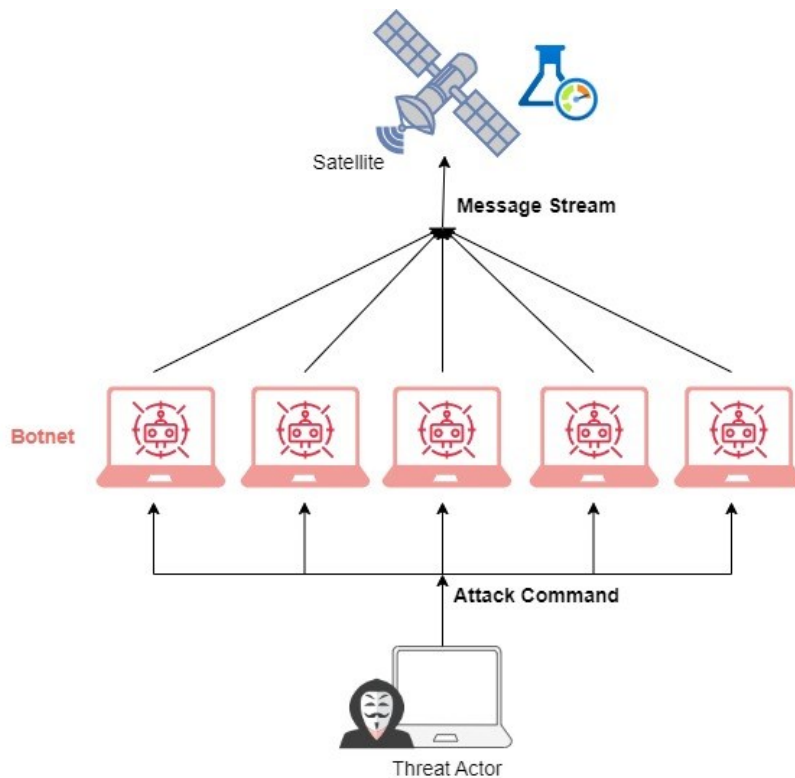 Satellite
Message Stream
Botnet
Attack Command
Threat Actor